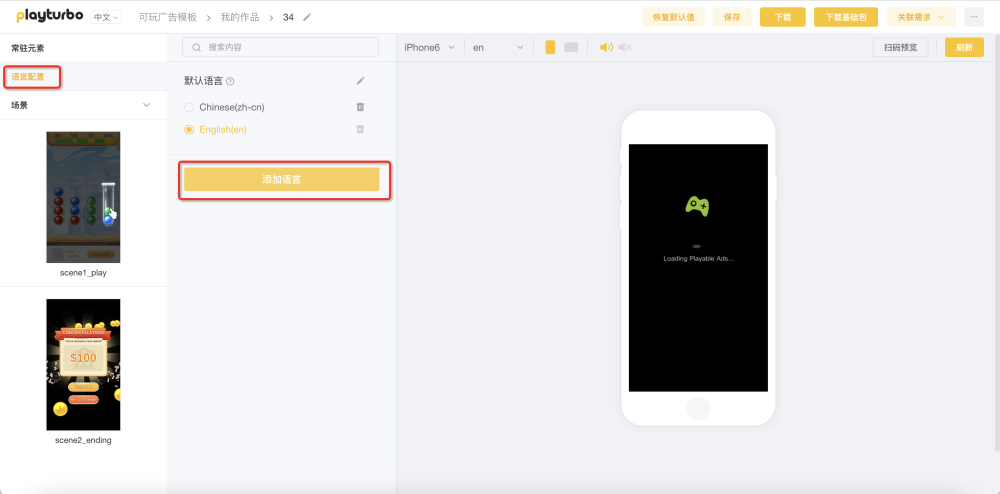 playturbo 中文 可玩广告模板 > 我的作品 > 34 恢复默认值 保存 下载 下载基础包 关联需求 ...
常驻元素
语言配置
场景
scene1_play
CONGRATULATIONS
$100
scene2_ending
搜索内容
默认语言
Chinese(zh-cn)
English(en)
添加语言
iPhone6 en 扫码预览 刷新
Loading Playable Ads...